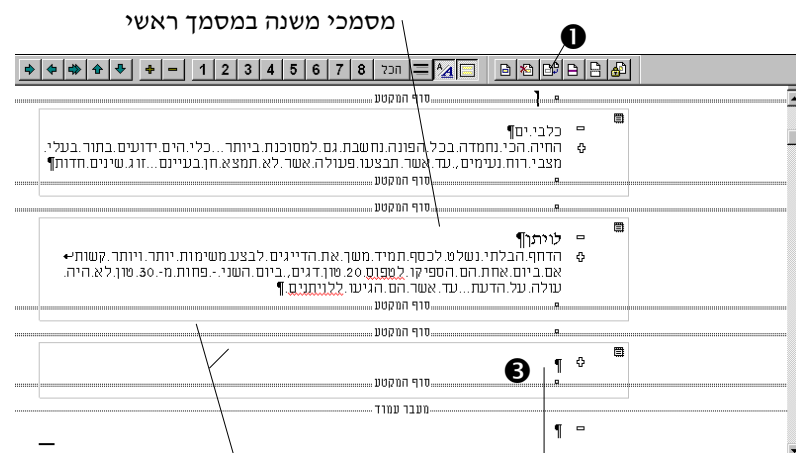 מסמכי משנה במסמך ראשי
❶
1 2 3 4 5 6 7 8 הכל
סוף המקטע
כלבי.ים¶
החיה.הכי.נחמדה.בכל.הפונה.נחשבת.גם.למסוכנת.ביותר...כלי.הים.ידועים.בתור.בעלי.
מצבי.רוח.נעימים.,עד.אשר.תבצעו.פעולה.אשר.לא.תמצא.חן.בעיינם...זוג.שינים.חדות¶
סוף המקטע
סוף המקטע
לויתן¶
הדחף.הבלתי.נשלט.לכסף.תמיד.משך.את.הדייגים.לבצע.משימות.יותר.ויותר.קשות
אם.ביום.אחת.הם.הספיקו.לטפוס.20.טון.דגים.,ביום.השני.-.פחות.מ-.30.טון.לא.היה.
עולה.על.הדעת...עד.אשר.הם.הגיעו.ללויתנים.¶
סוף המקטע
סוף המקטע
¶
❸
סוף המקטע
מעבר עמוד
¶